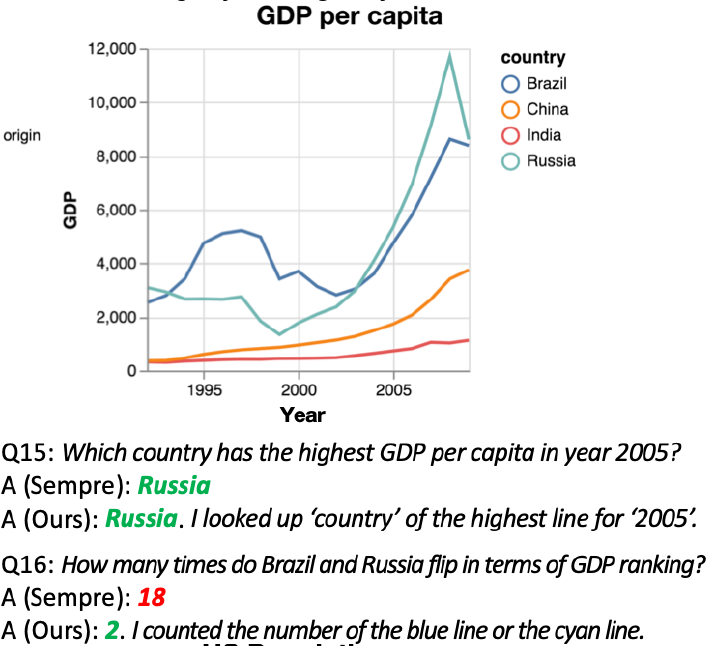 GDP per capita
12,000
10,000
8,000
6,000
4,000
2,000
0
GDP
1995
2000
2005
Year
origin
country
Brazil
China
India
Russia
Q15: Which country has the highest GDP per capita in year 2005?
A (Sempre): Russia
A (Ours): Russia. I looked up ‘country’ of the highest line for ‘2005’.
Q16: How many times do Brazil and Russia flip in terms of GDP ranking?
A (Sempre): 18
A (Ours): 2. I counted the number of the blue line or the cyan line.